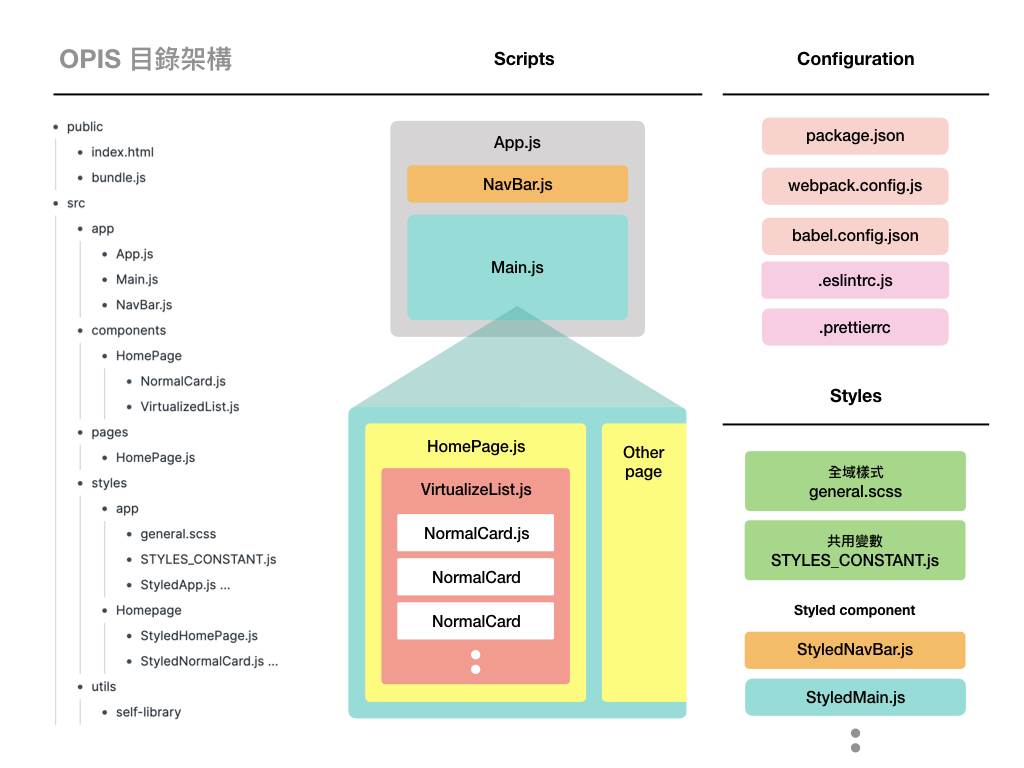 OPIS 目錄架構
public
index.html
bundle.js
src
app
App.js
Main.js
NavBar.js
components
HomePage
NormalCard.js
VirtualizedList.js
pages
HomePage.js
styles
app
general.scss
STYLES_CONSTANT.js
StyledApp.js ...
Homepage
StyledHomePage.js
StyledNormalCard.js ...
utils
self-library
Scripts
App.js
NavBar.js
Main.js
HomePage.js
VirtualizeList.js
NormalCard.js
NormalCard
NormalCard
Other
page
Configuration
package.json
webpack.config.js
babel.config.json
.eslintrc.js
.prettierrc
Styles
全域樣式
general.scss
共用變數
STYLES_CONSTANT.js
Styled component
StyledNavBar.js
StyledMain.js